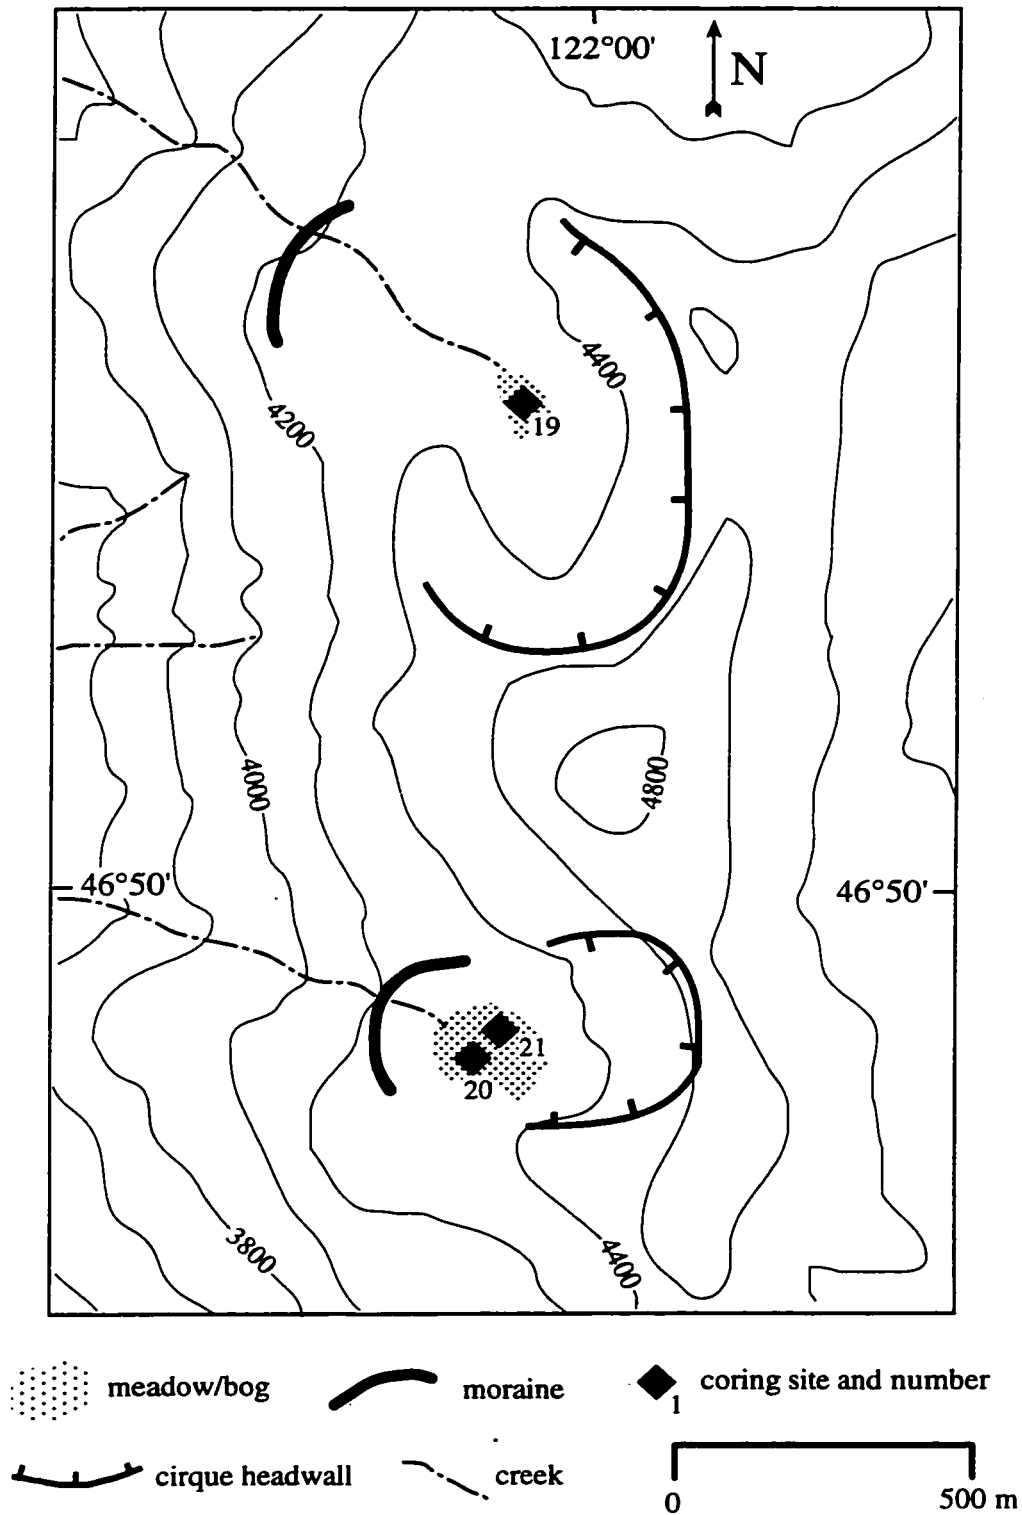 122°00'
N
4400
19
4200
4800
4000
46°50'
46°50'
21
20
3800
4400
meadow/bog
moraine
coring site and number
1
cirque headwall
creek
0
500 m